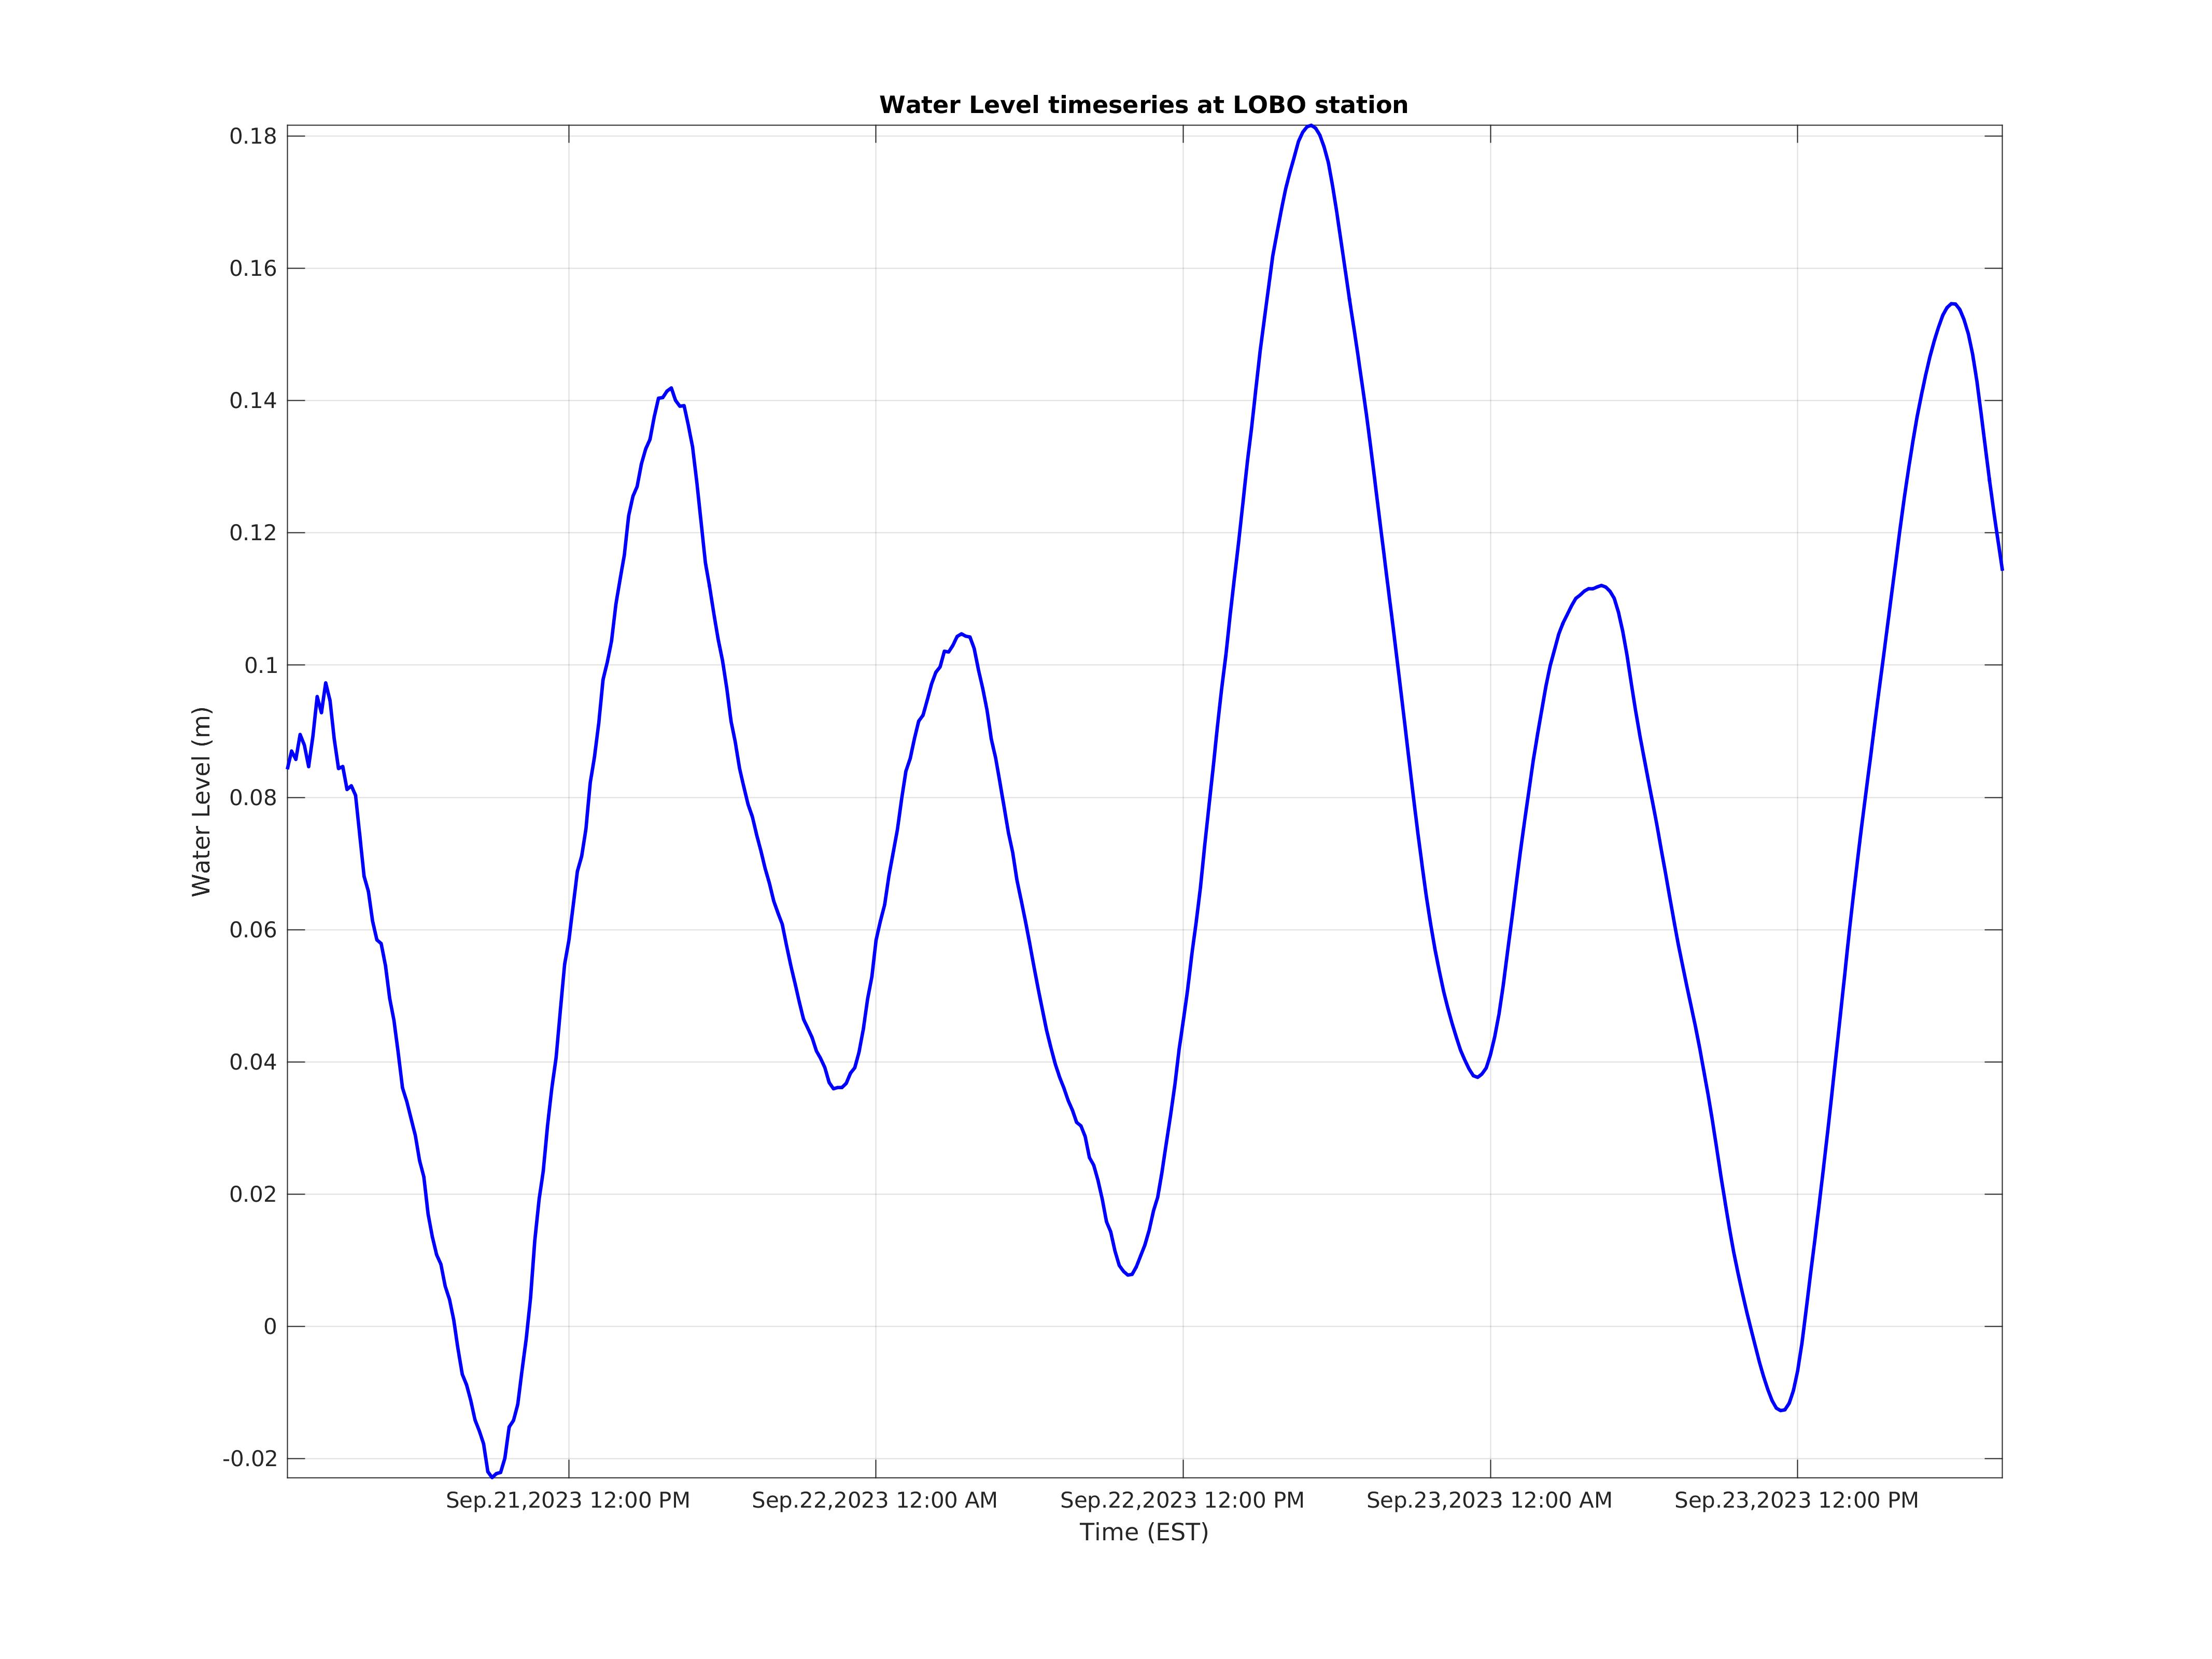 Water Level timeseries at LOBO station
0.18
0.16
0.14
0.12
0.1
0.08
0.06
0.04
0.02
0
-0.02
Water Level (m)
Sep.21,2023 12:00 PM
Sep.22,2023 12:00 AM
Sep.22,2023 12:00 PM
Sep.23,2023 12:00 AM
Sep.23,2023 12:00 PM
Time (EST)